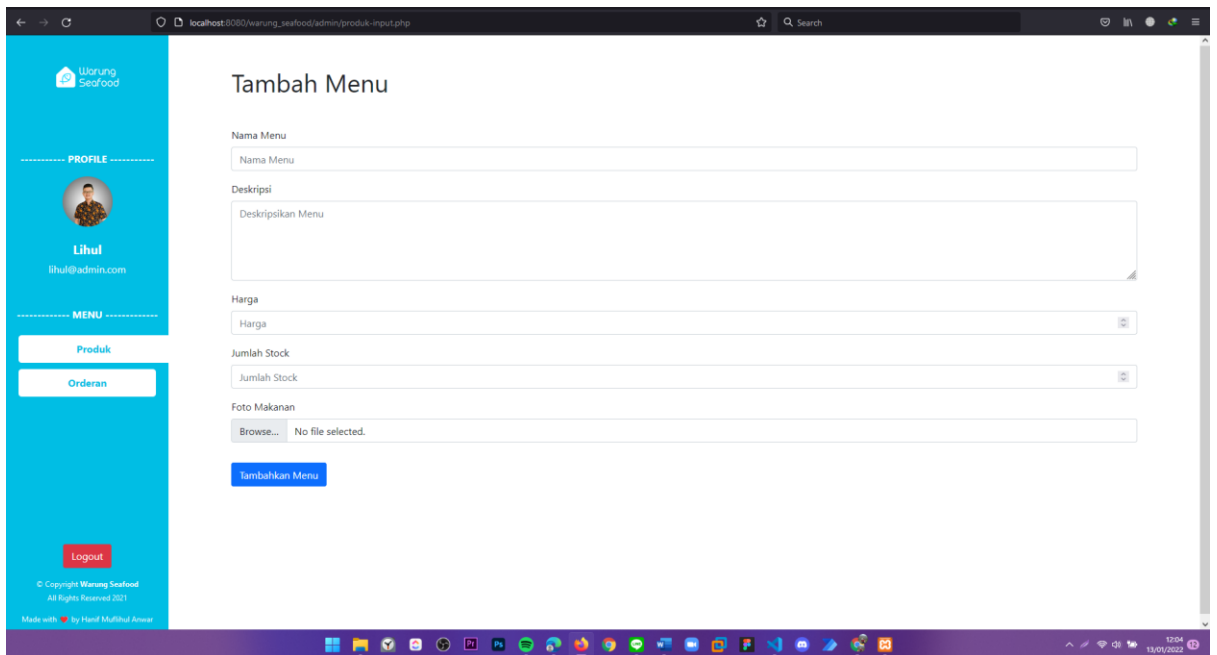 localhost:8080/warung_seafood/admin/produk-input.php
Search
Warung
Seafood
----------- PROFILE -----------
Lihul
lihul@admin.com
------------- MENU -------------
Produk
Orderan
Logout
© Copyright Warung Seafood
All Rights Reserved 2021
Made with ❤ by Hanif Muflihul Anwar
Tambah Menu
Nama Menu
Nama Menu
Deskripsi
Deskripsikan Menu
Harga
Harga
Jumlah Stock
Jumlah Stock
Foto Makanan
Browse... No file selected.
Tambahkan Menu
Pr
Ps
12:04
13/01/2022